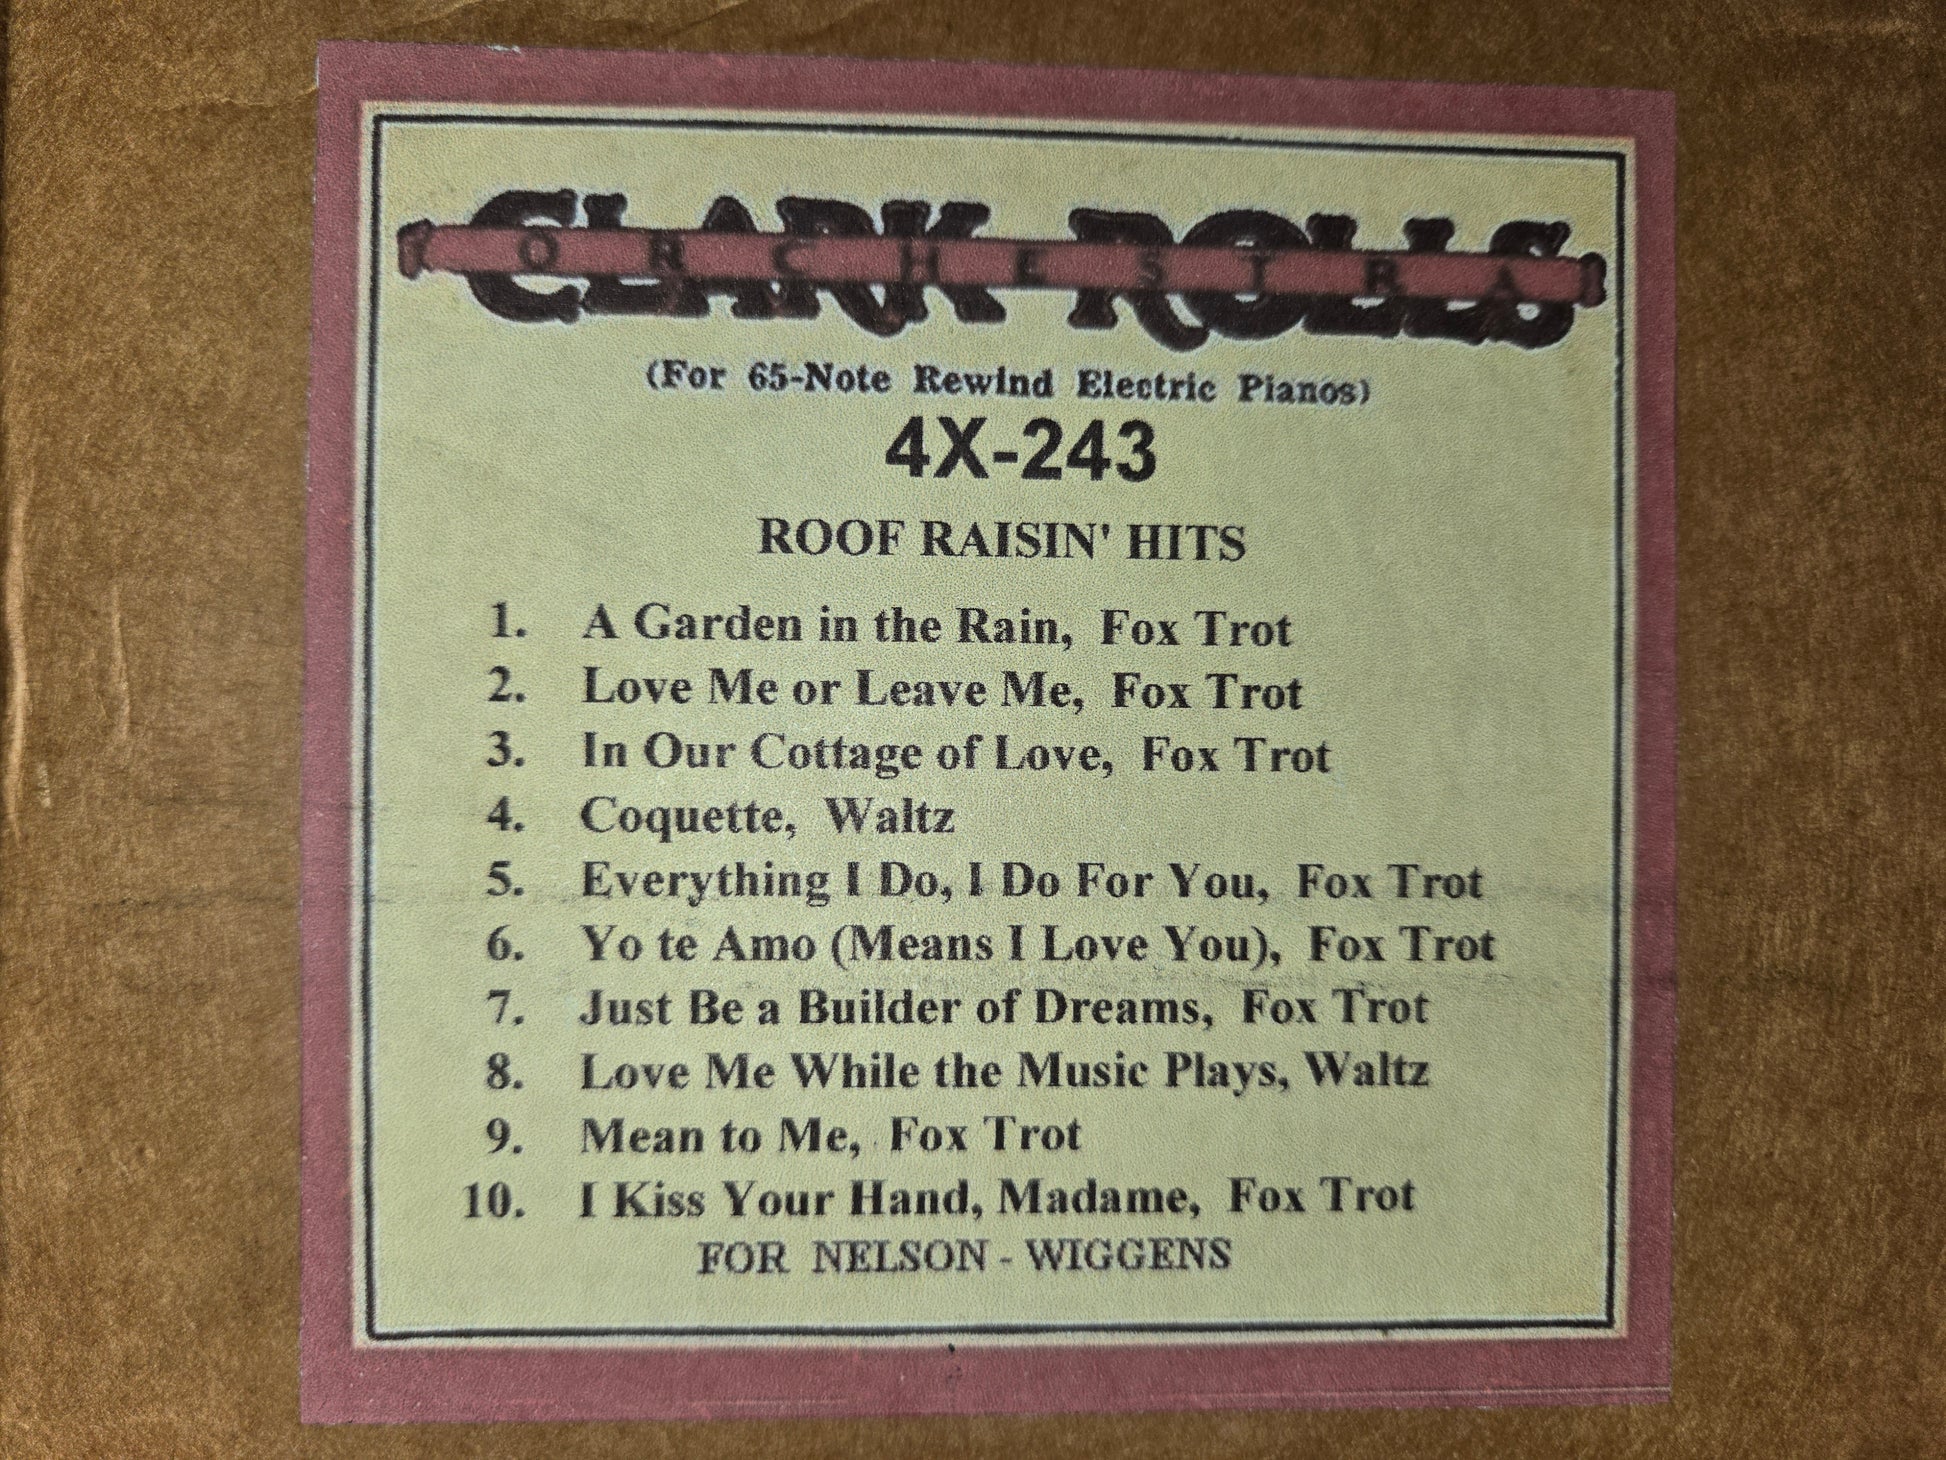 CLARK ROLLS
ORCHESTRA
(For 65-Note Rewind Electric Pianos)
4X-243
ROOF RAISIN' HITS
1. A Garden in the Rain, Fox Trot
2. Love Me or Leave Me, Fox Trot
3. In Our Cottage of Love, Fox Trot
4. Coquette, Waltz
5. Everything I Do, I Do For You, Fox Trot
6. Yo te Amo (Means I Love You), Fox Trot
7. Just Be a Builder of Dreams, Fox Trot
8. Love Me While the Music Plays, Waltz
9. Mean to Me, Fox Trot
10. I Kiss Your Hand, Madame, Fox Trot
FOR NELSON - WIGGENS